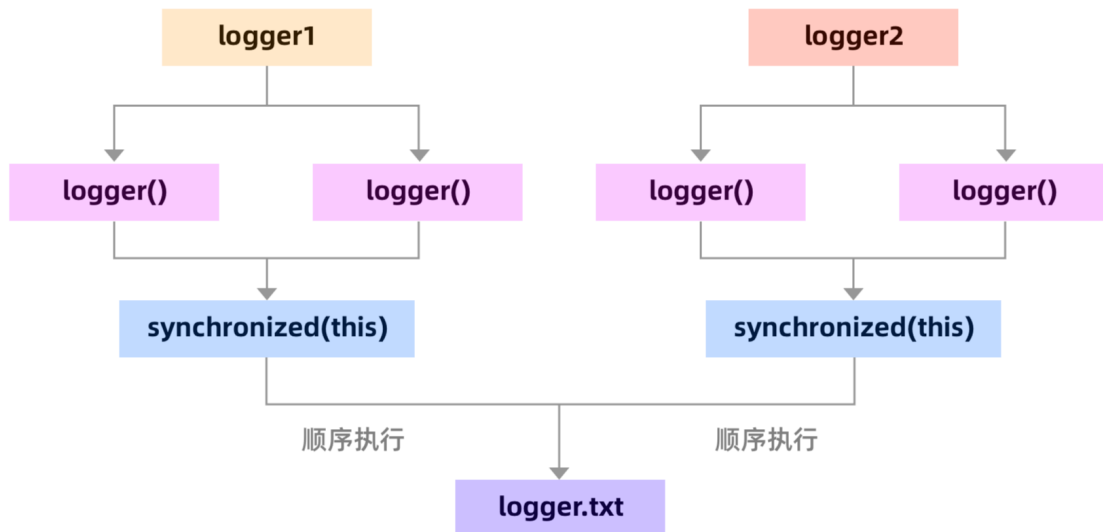 logger1
logger2
logger()
logger()
logger()
logger()
synchronized(this)
synchronized(this)
顺序执行
顺序执行
logger.txt